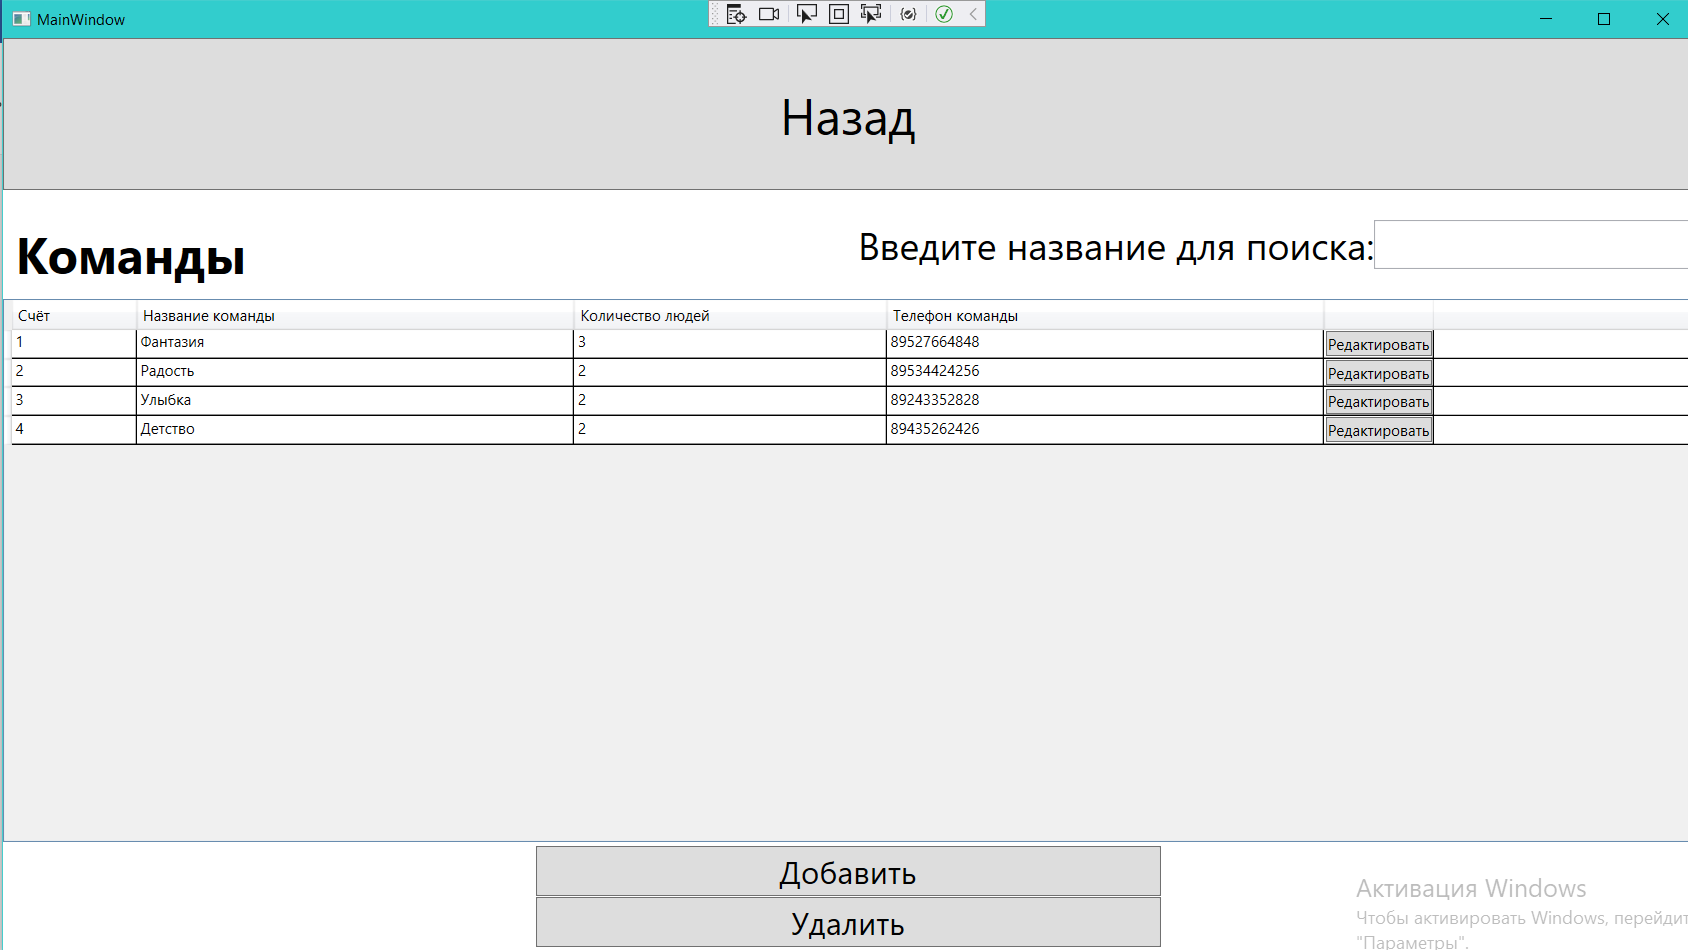 MainWindow
Назад
Команды
Введите название для поиска:
Счёт Название команды Количество людей Телефон команды
1 Фантазия 3 89527664848 Редактировать
2 Радость 2 89534424256 Редактировать
3 Улыбка 2 89243352828 Редактировать
4 Детство 2 89435262426 Редактировать
Добавить
Удалить
Активация Windows
Чтобы активировать Windows, перейдит
"Параметры".